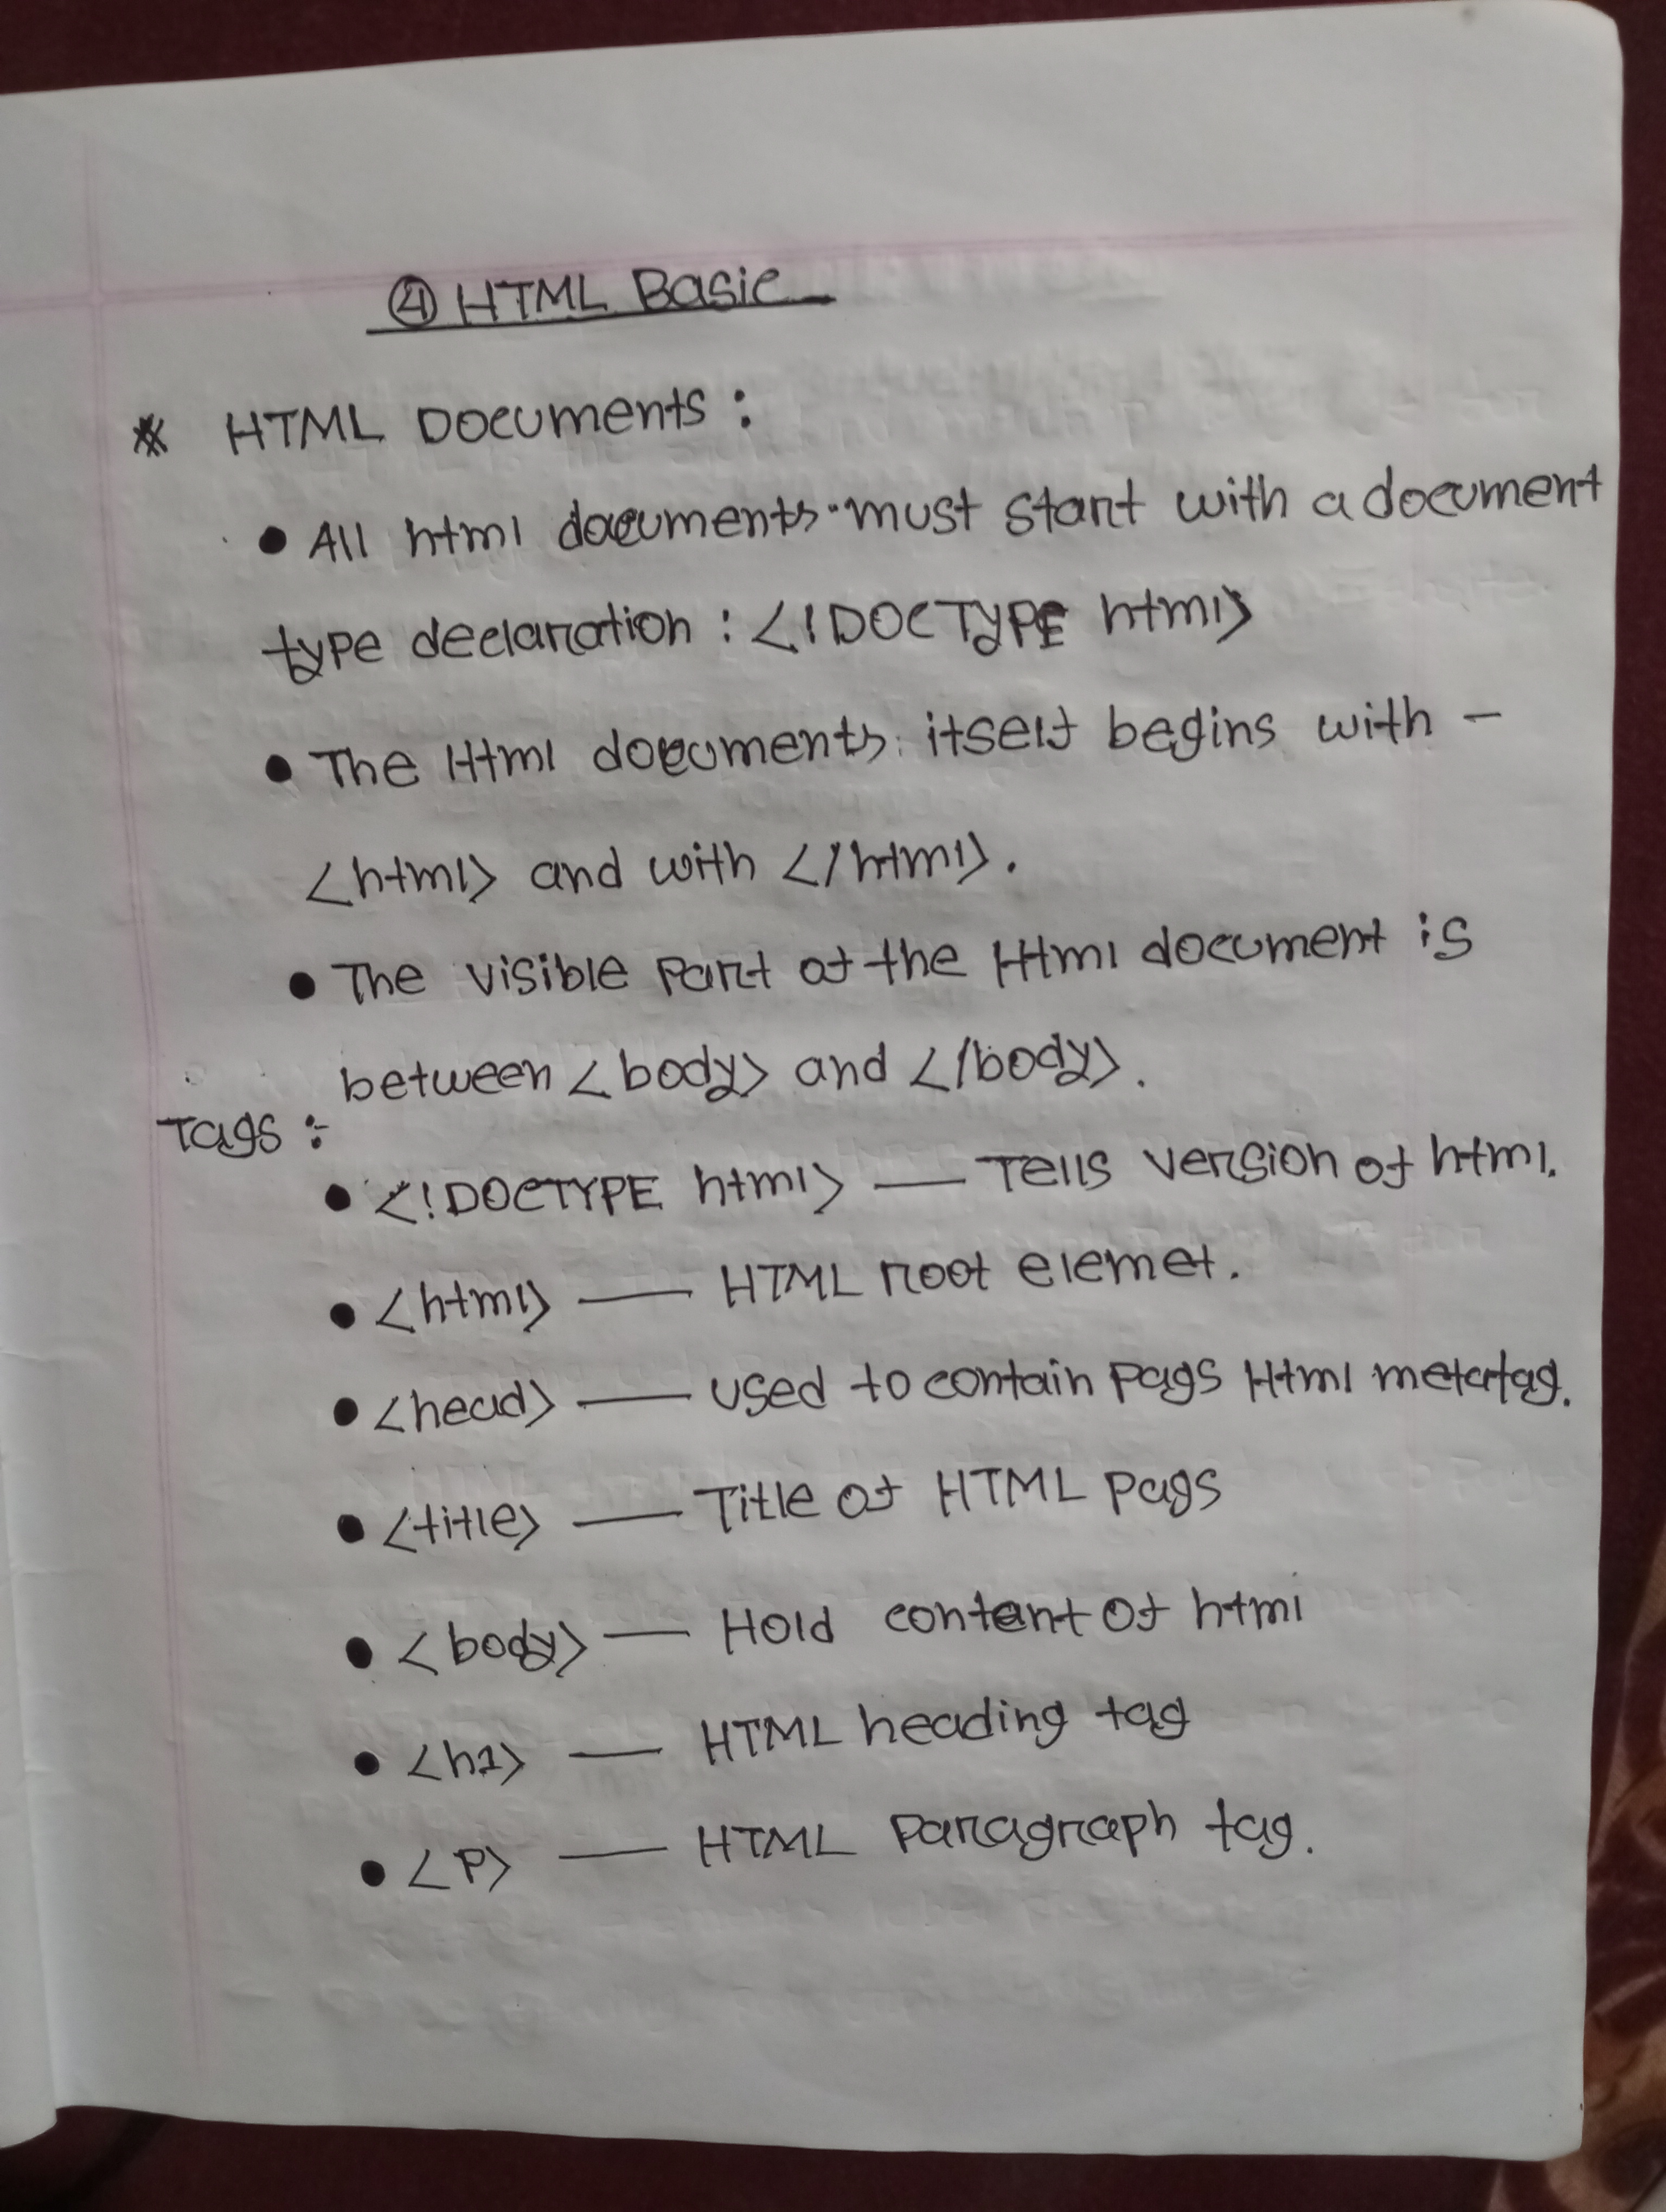 ④ HTML Basic
* HTML Documents :
• All html documents must start with a document
type declaration : <!DOCTYPE html>
• The Html documents itself begins with –
<html> and with </html>.
• The visible part of the Html document is
between <body> and </body>.
Tags :-
• <!DOCTYPE html> — Tells version of html.
• <html> — HTML root elemet.
• <head> — used to contain pags Html metatag.
• <title> — Title of HTML pags
• <body> — Hold content of html
• <h1> — HTML heading tag
• <P> — HTML Paragraph tag.